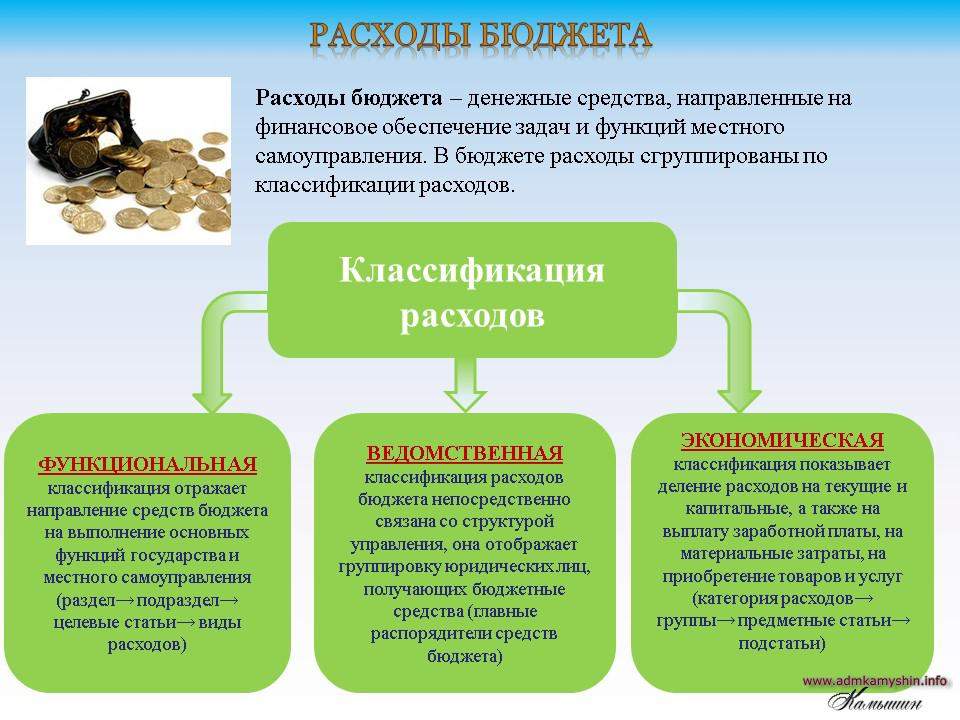 РАСХОДЫ БЮДЖЕТА
Расходы бюджета – денежные средства, направленные на
финансовое обеспечение задач и функций местного
самоуправления. В бюджете расходы сгруппированы по
классификации расходов.
Классификация
расходов
ФУНКЦИОНАЛЬНАЯ
классификация отражает
направление средств бюджета
на выполнение основных
функций государства и
местного самоуправления
(раздел→ подраздел→
целевые статьи→ виды
расходов)
ВЕДОМСТВЕННАЯ
классификация расходов
бюджета непосредственно
связана со структурой
управления, она отображает
группировку юридических лиц,
получающих бюджетные
средства (главные
распорядители средств
бюджета)
ЭКОНОМИЧЕСКАЯ
классификация показывает
деление расходов на текущие и
капитальные, а также на
выплату заработной платы, на
материальные затраты, на
приобретение товаров и услуг
(категория расходов→
группы→ предметные статьи→
подстатьи)
www.admkamyshin.info
Камышин